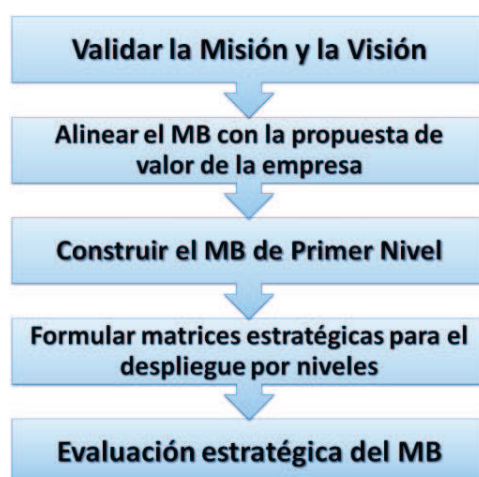 Validar la Misión y la Visión
Alinear el MB con la propuesta de
valor de la empresa
Construir el MB de Primer Nivel
Formular matrices estratégicas para el
despliegue por niveles
Evaluación estratégica del MB